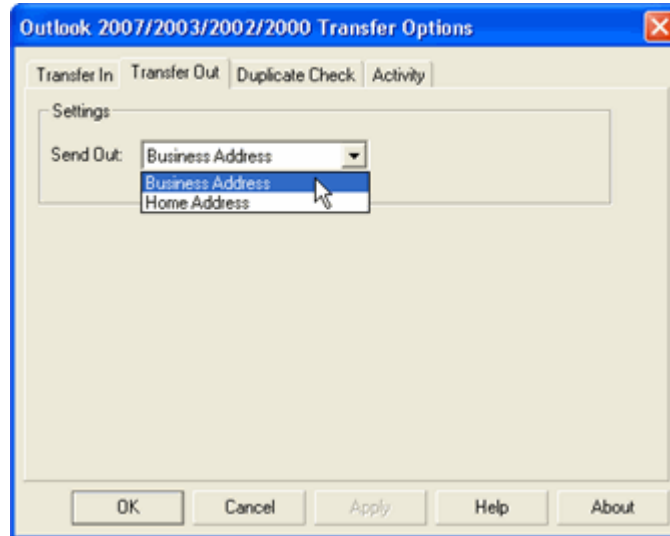 Outlook 2007/2003/2002/2000 Transfer Options
Transfer In Transfer Out Duplicate Check Activity
Settings
Send Out: Business Address
Business Address
Home Address
OK Cancel Apply Help About